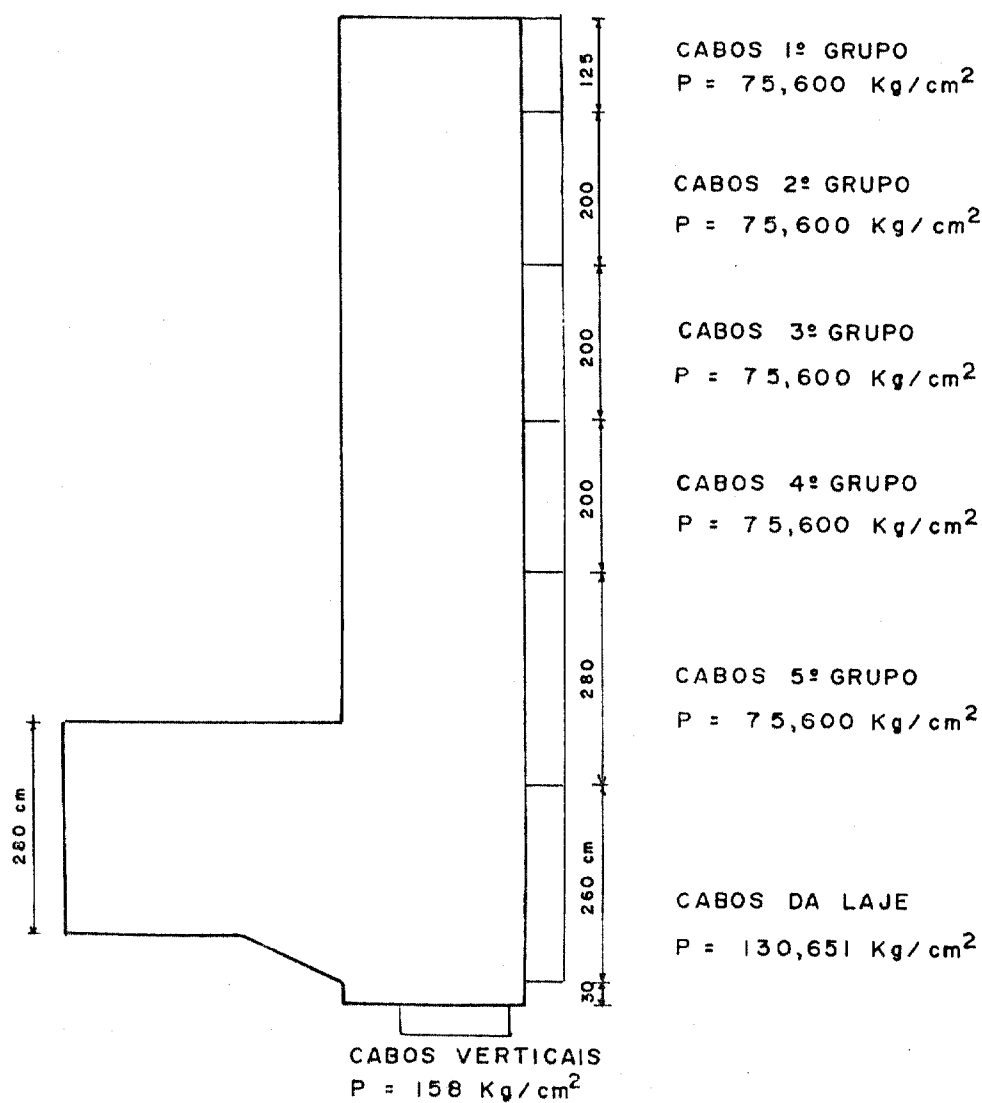 CABOS 1º GRUPO
P = 75,600 Kg/cm²
125
CABOS 2º GRUPO
P = 75,600 Kg/cm²
200
CABOS 3º GRUPO
P = 75,600 Kg/cm²
200
CABOS 4º GRUPO
P = 75,600 Kg/cm²
200
CABOS 5º GRUPO
P = 75,600 Kg/cm²
280
280 cm
260 cm
CABOS DA LAJE
P = 130,651 Kg/cm²
30
CABOS VERTICAIS
P = 158 Kg/cm²